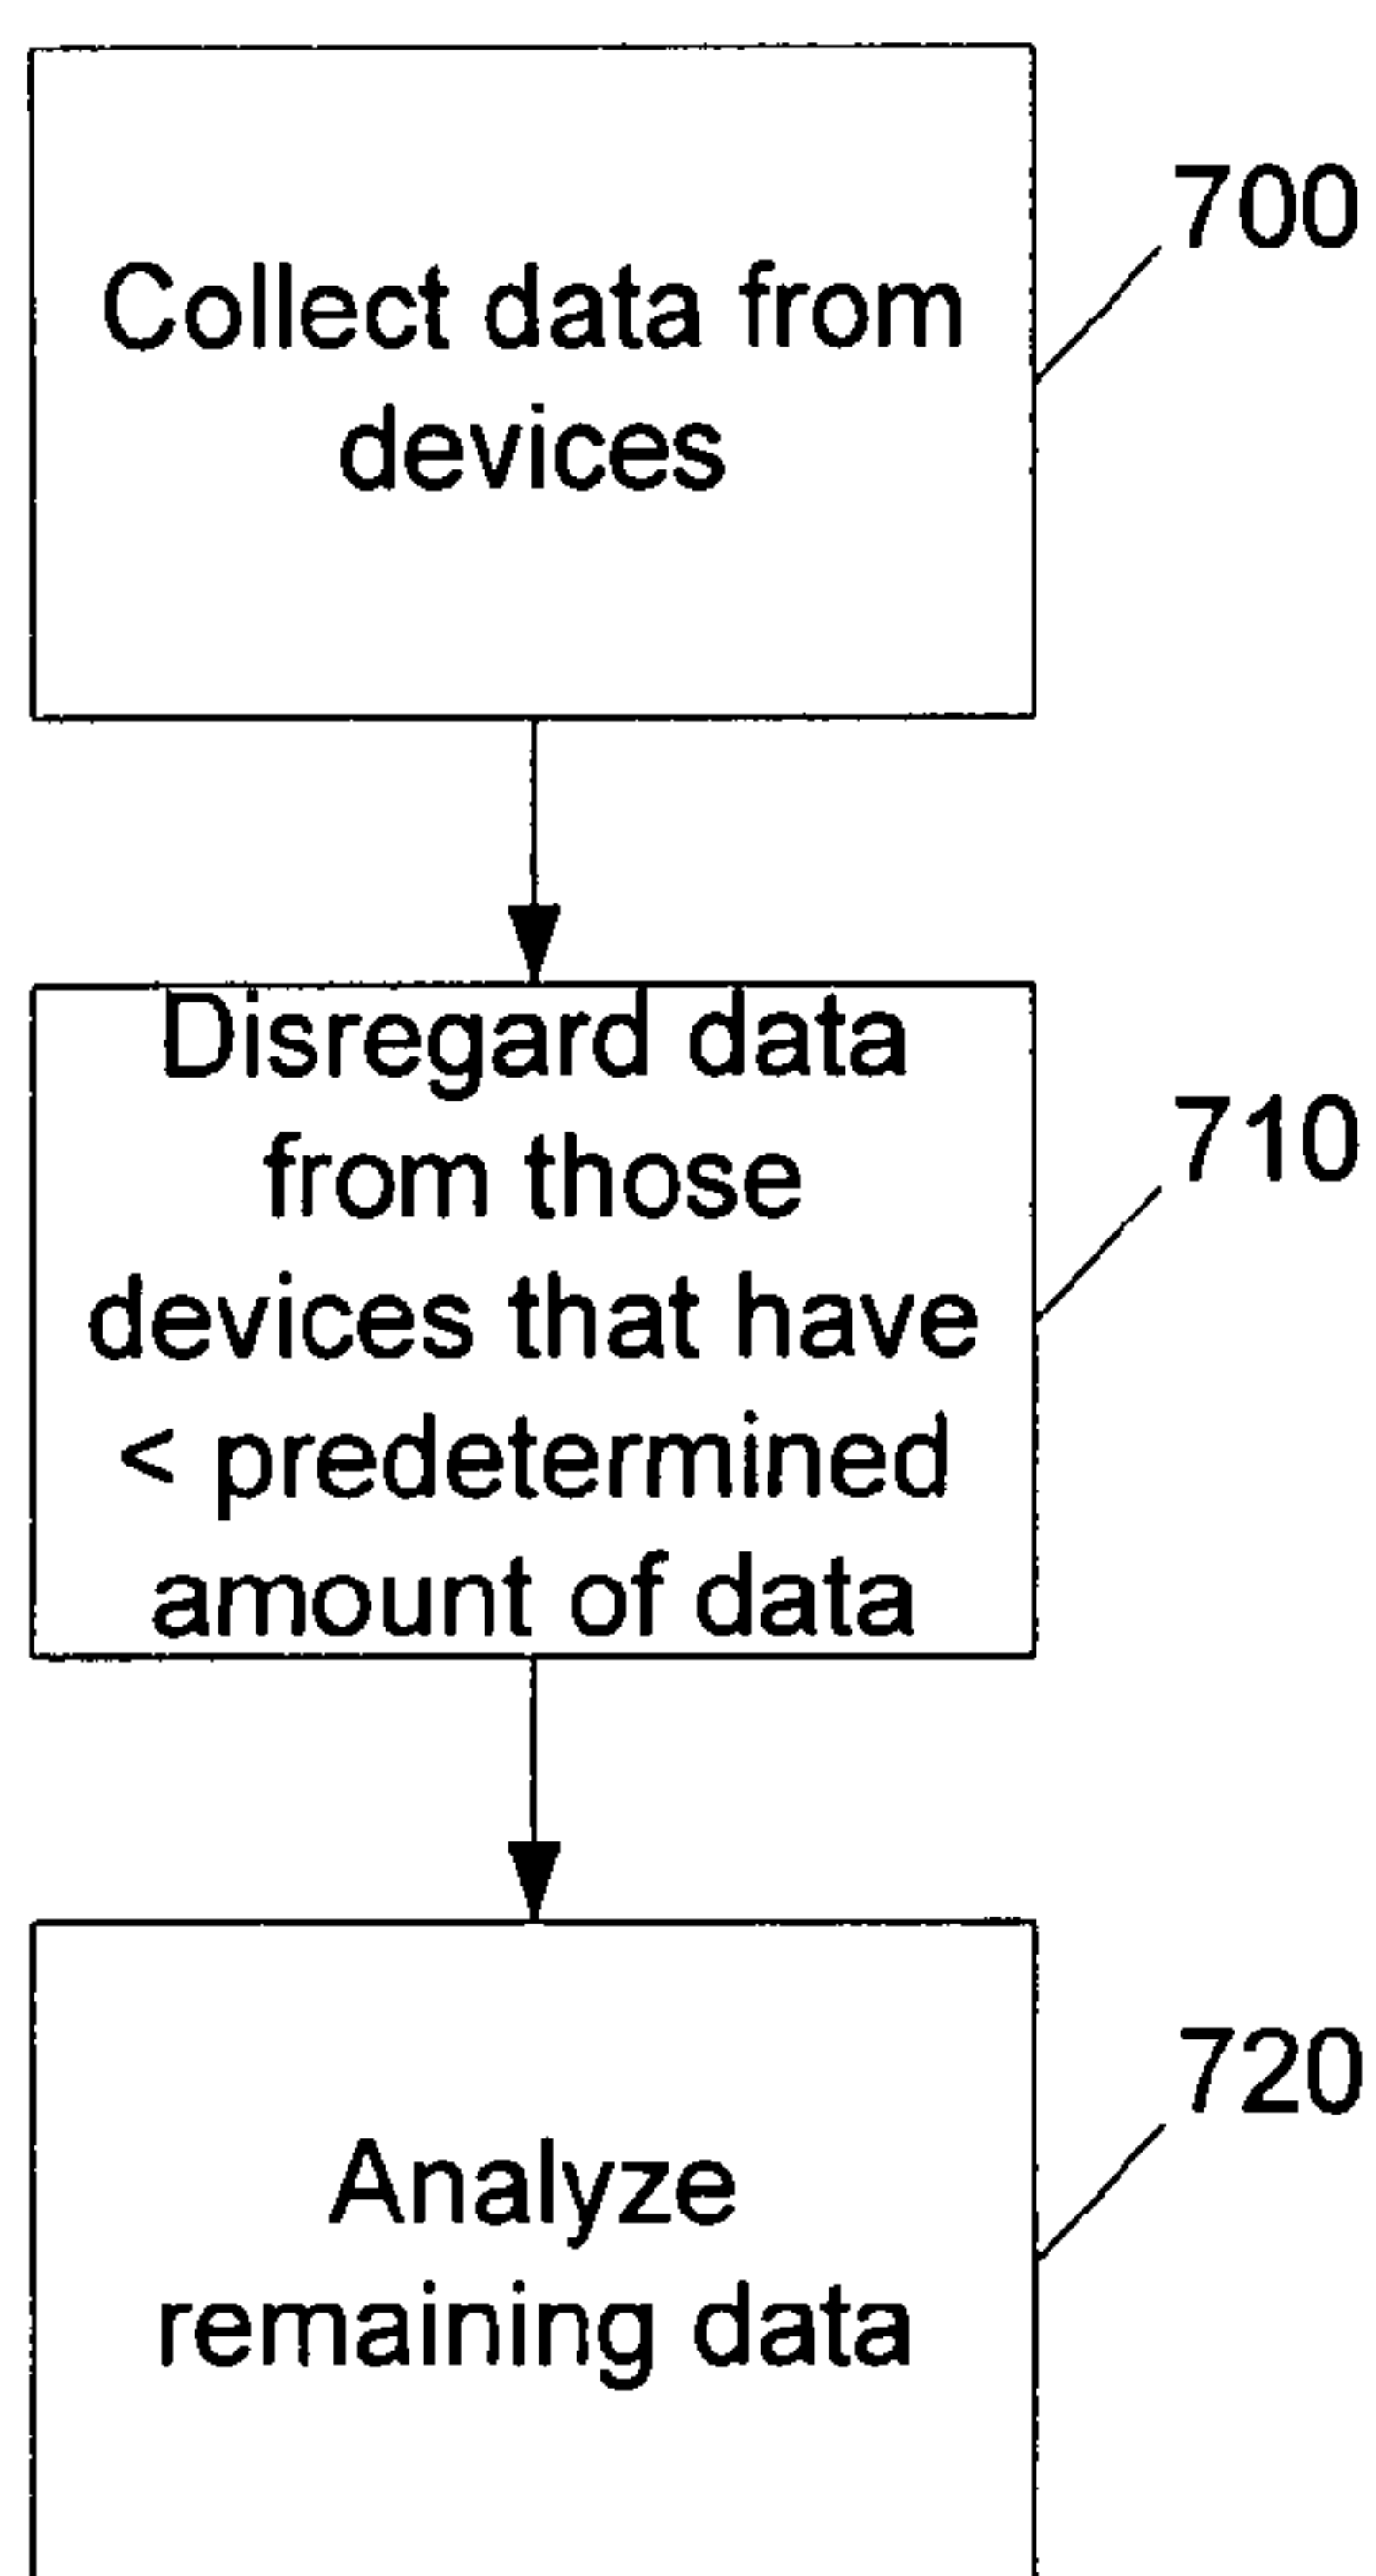 Collect data from
devices
700
Disregard data
from those
devices that have
< predetermined
amount of data
710
Analyze
remaining data
720